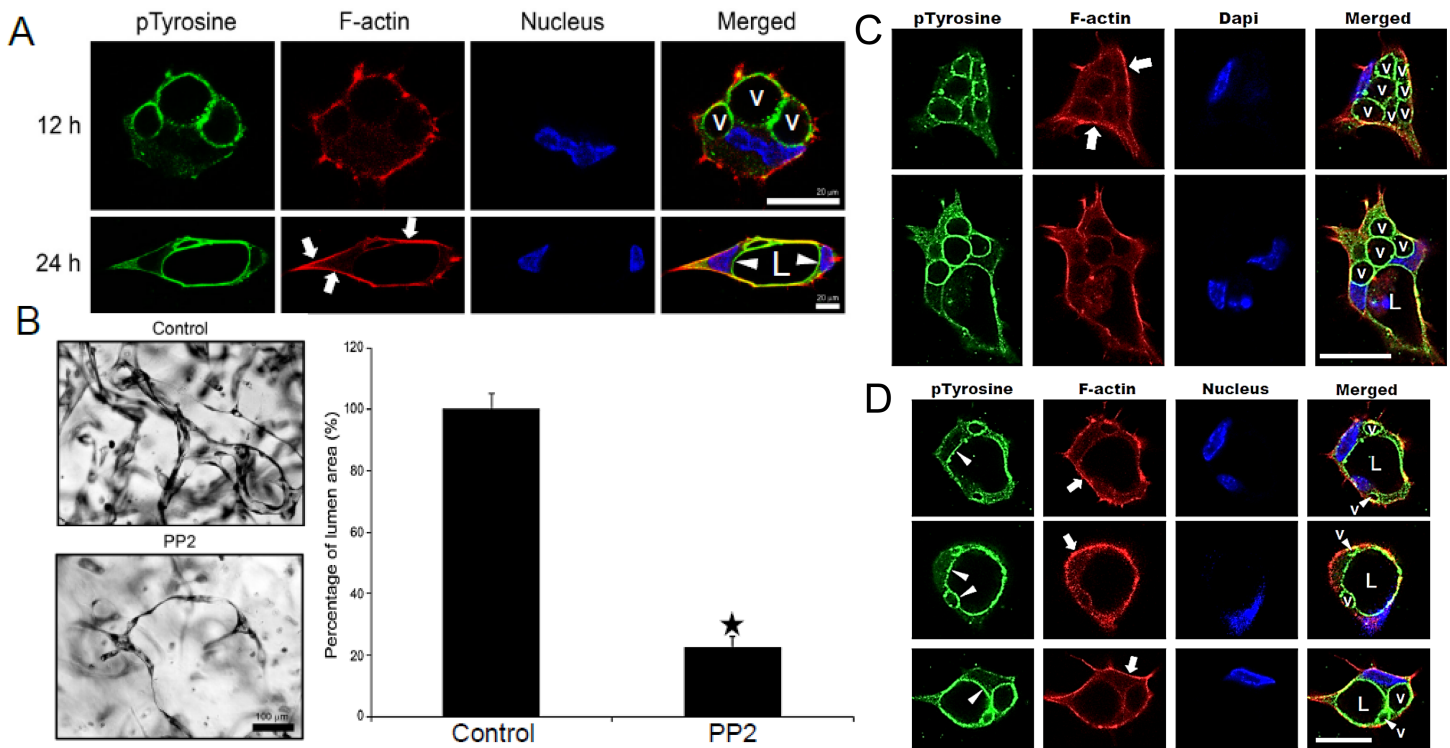 A
pTyrosine F-actin Nucleus Merged
12 h
V
V V
20 µm
24 h
L
20 µm
B
Control
PP2
100 µm
Percentage of lumen area (%)
120
100
80
60
40
20
0
★
Control PP2
C
pTyrosine F-actin Dapi Merged
V V
V V
V V V
V
V V
V
L
D
pTyrosine F-actin Nucleus Merged
V
L
V
V
L
V
L V
V